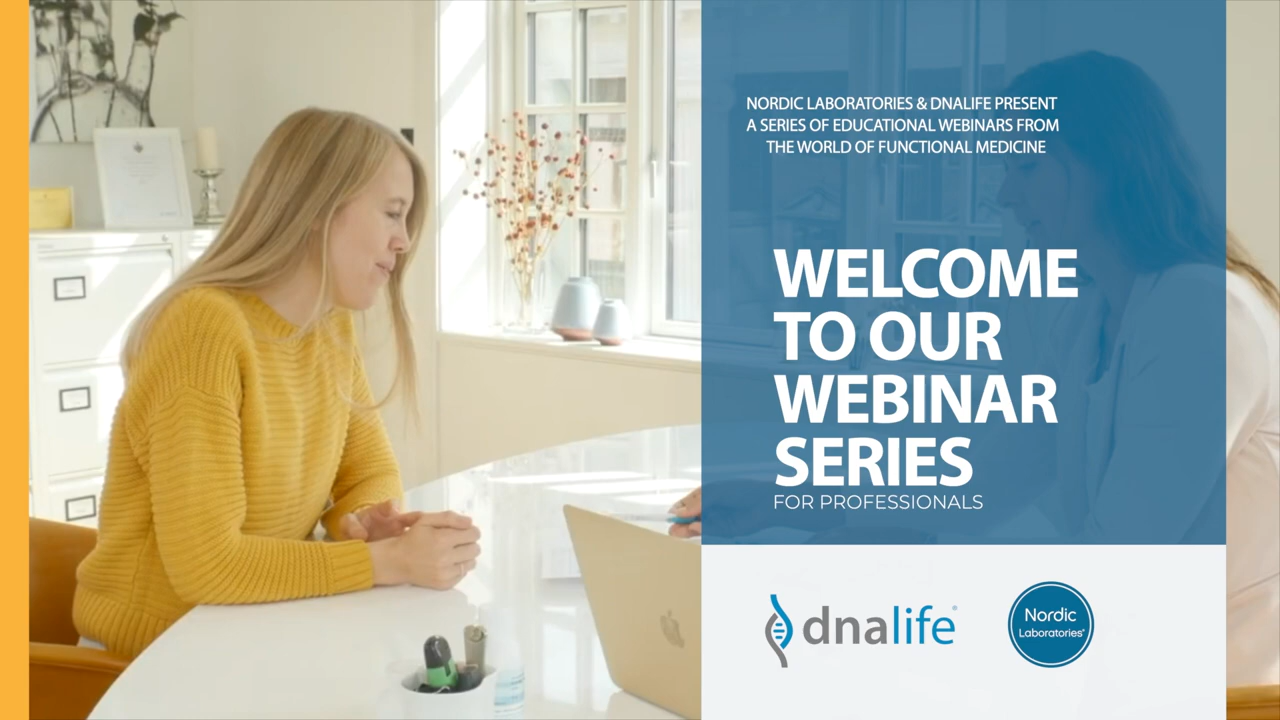 NORDIC LABORATORIES & DNALIFE PRESENT
A SERIES OF EDUCATIONAL WEBINARS FROM
THE WORLD OF FUNCTIONAL MEDICINE
WELCOME
TO OUR
WEBINAR
SERIES
FOR PROFESSIONALS
dnalife®
Nordic
Laboratories®